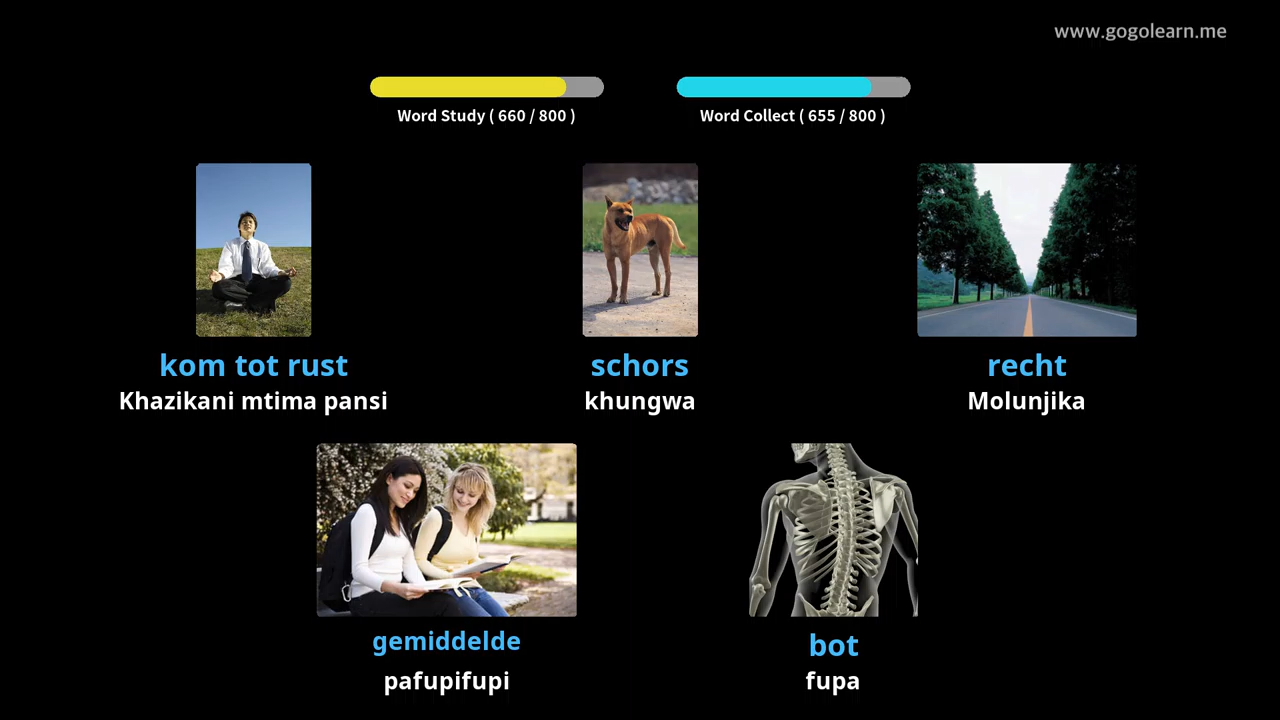 www.gogolearn.me
Word Study ( 660 / 800 )
Word Collect ( 655 / 800 )
kom tot rust
Khazikani mtima pansi
schors
khungwa
recht
Molunjika
gemiddelde
pafupifupi
bot
fupa